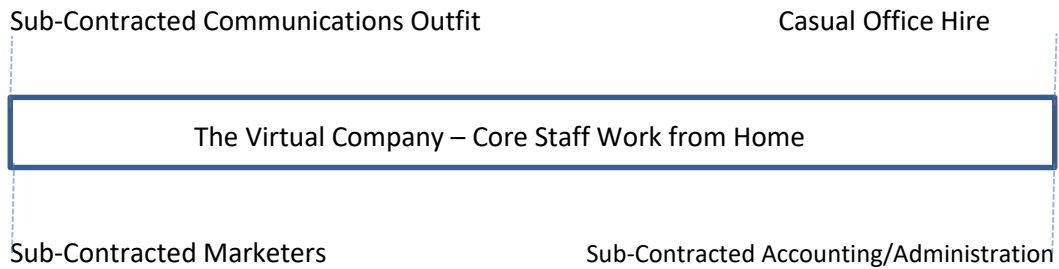 Sub-Contracted Communications Outfit Casual Office Hire
The Virtual Company – Core Staff Work from Home
Sub-Contracted Marketers Sub-Contracted Accounting/Administration